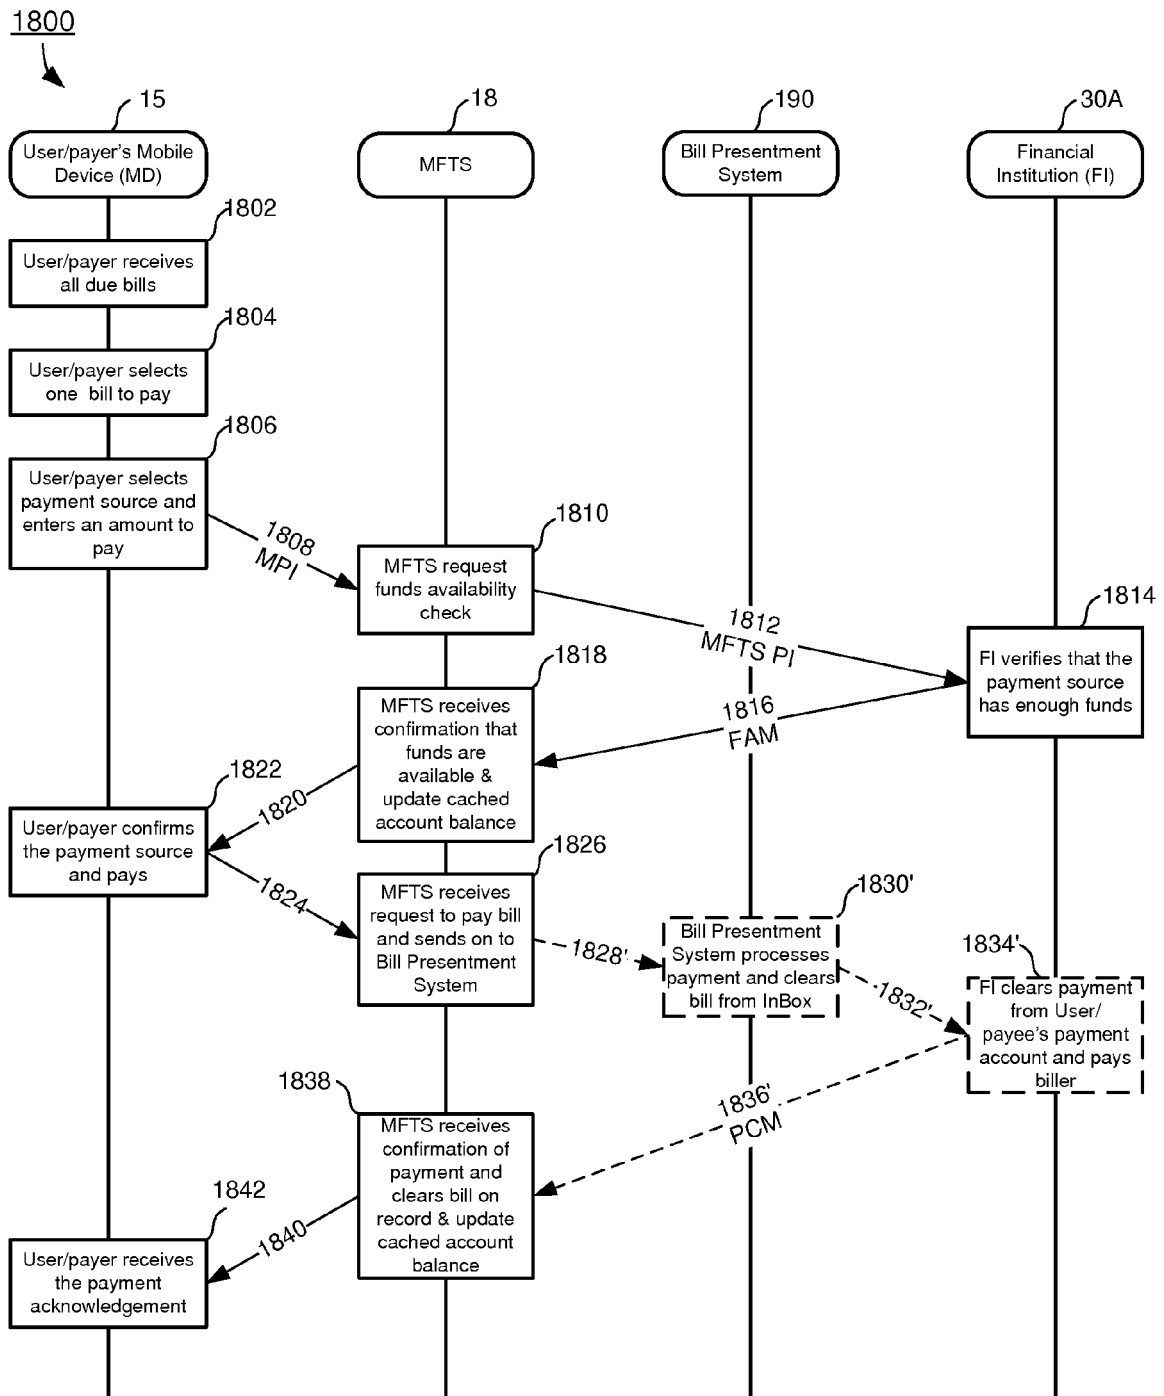 1800
15
18
190
30A
User/payer's Mobile
Device (MD)
MFTS
Bill Presentment
System
Financial
Institution (FI)
1802
User/payer receives
all due bills
1804
User/payer selects
one bill to pay
1806
User/payer selects
payment source and
enters an amount to
pay
1808
MPI
1810
MFTS request
funds availability
check
1812
MFTS PI
1814
FI verifies that the
payment source
has enough funds
1816
FAM
1818
MFTS receives
confirmation that
funds are
available &
update cached
account balance
1820
1822
User/payer confirms
the payment source
and pays
1824
1826
MFTS receives
request to pay bill
and sends on to
Bill Presentment
System
1828'
1830'
Bill Presentment
System processes
payment and clears
bill from InBox
1832'
1834'
FI clears payment
from User/
payee's payment
account and pays
biller
1836'
PCM
1838
MFTS receives
confirmation of
payment and
clears bill on
record & update
cached account
balance
1840
1842
User/payer receives
the payment
acknowledgement